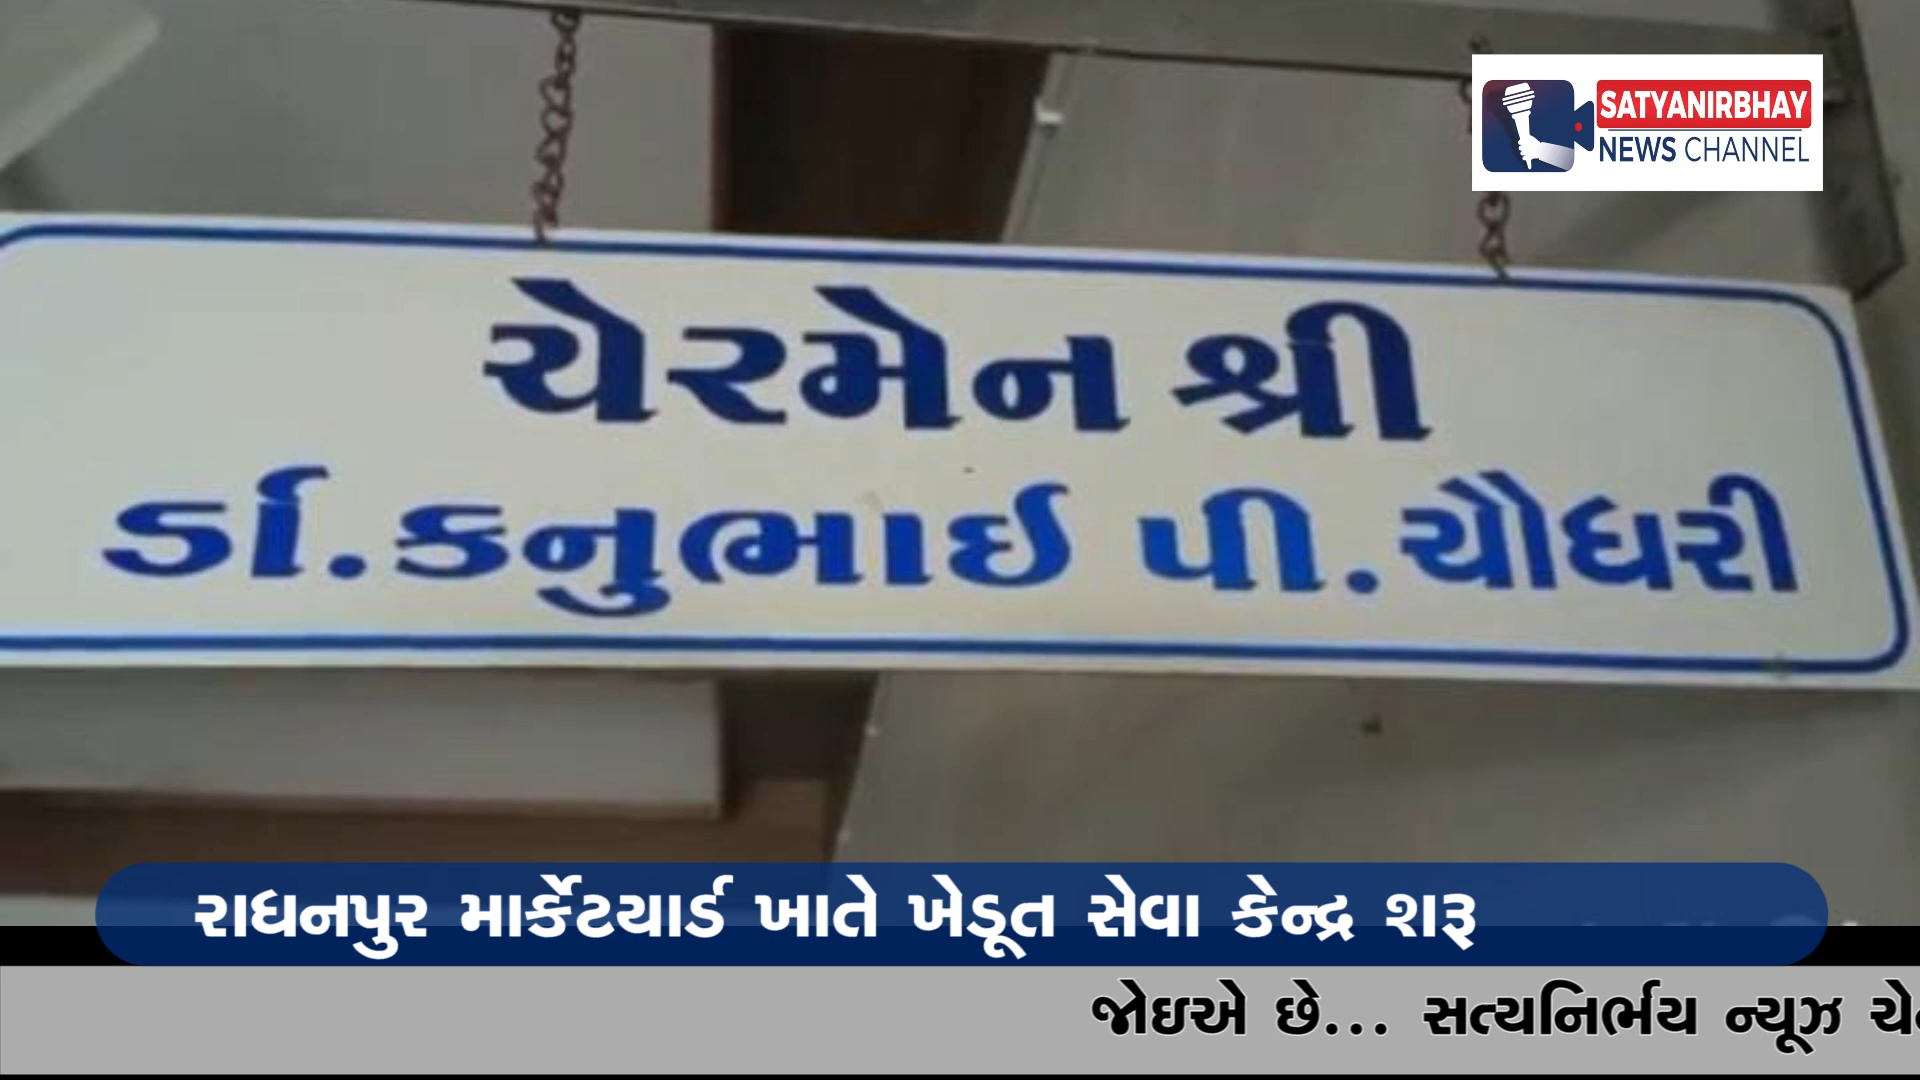 SATYANIRBHAY
NEWS CHANNEL
ચેરમેન શ્રી
ર્ડા.કનુભાઈ પી.ચૌધરી
રાધનપુર માર્કેટયાર્ડ ખાતે ખેડૂત સેવા કેન્દ્ર શરૂ
જોઇએ છે... સત્યનિર્ભય ન્યૂઝ